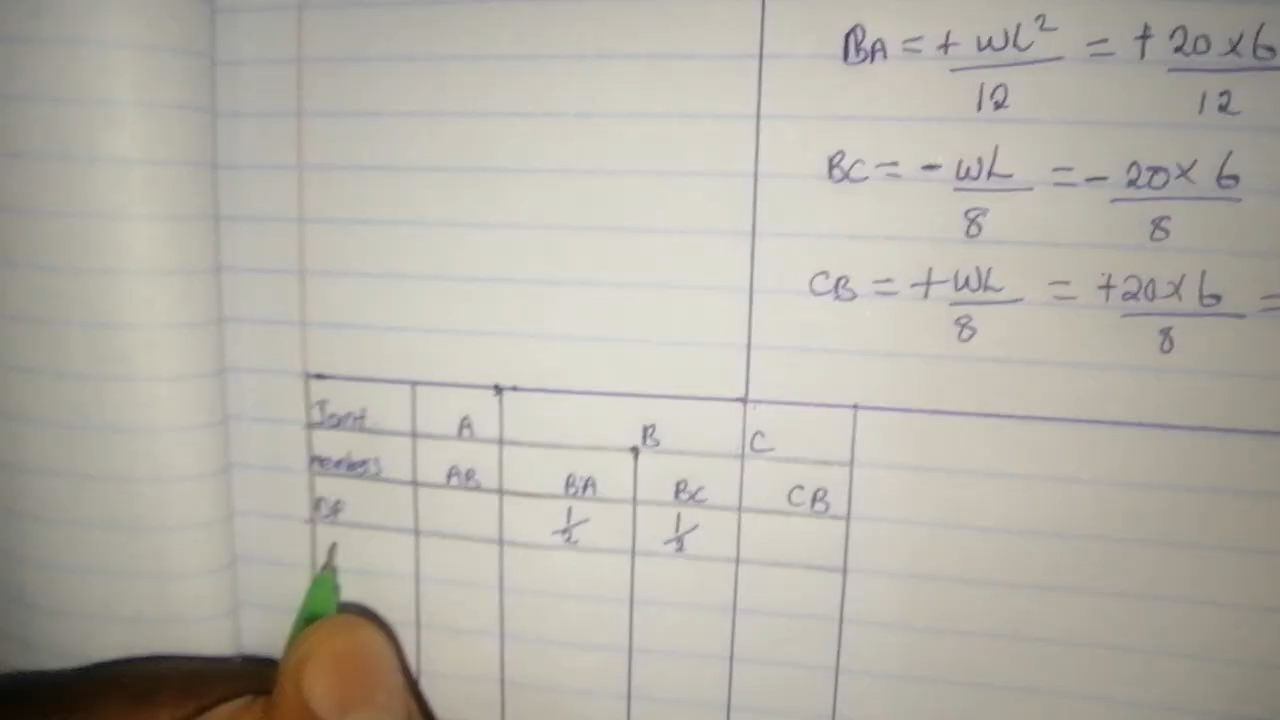 BA = + WL² = + 20 × 6
12 12
BC = - WL = - 20 × 6
8 8
CB = + WL = + 20 × 6 =
8 8
Joint A B C
AB BA BC CB
DF 1/2 1/2